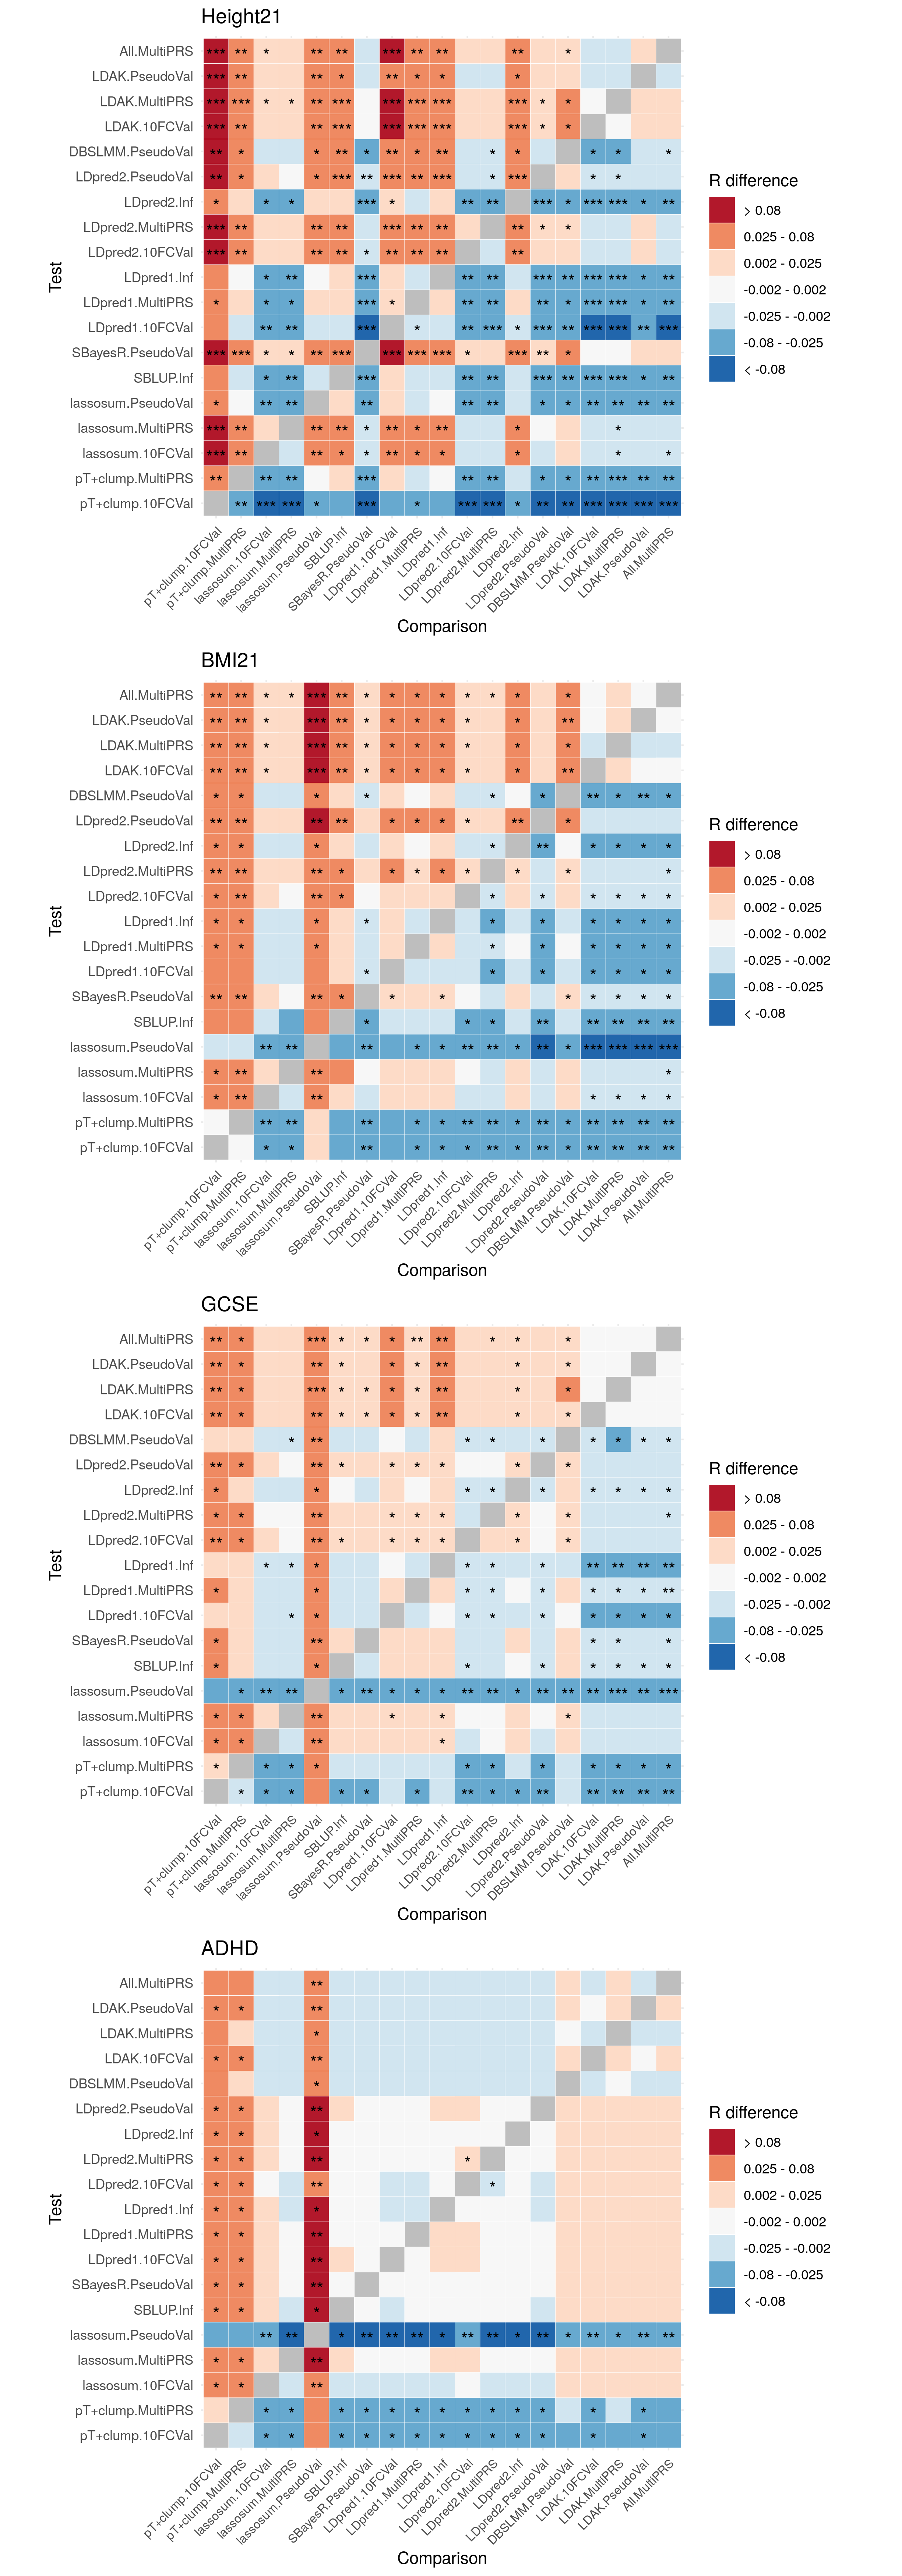 Height21
All.MultiPRS *** ** * ** ** *** ** ** ** *
LDAK.PseudoVal *** ** ** * ** * * *
LDAK.MultiPRS *** *** * * ** *** *** *** *** *** * *
LDAK.10FCVal *** ** ** *** *** *** *** *** * *
DBSLMM.PseudoVal ** * * ** * ** * ** * * * * *
LDpred2.PseudoVal ** * * *** ** *** ** *** * *** * *
LDpred2.Inf * * * *** * ** ** *** * *** *** * **
LDpred2.MultiPRS *** ** ** ** *** ** ** ** * *
LDpred2.10FCVal *** ** ** ** * ** ** ** **
LDpred1.Inf * ** *** ** ** *** ** *** *** * **
LDpred1.MultiPRS * * * *** * ** ** ** * *** *** * **
LDpred1.10FCVal ** ** *** * ** *** * *** ** *** *** ** ***
SBayesR.PseudoVal *** *** * * ** *** *** *** *** * *** ** *
SBLUP.Inf * ** *** ** ** *** ** *** *** * **
lassosum.PseudoVal * ** ** ** ** ** * * ** ** ** **
lassosum.MultiPRS *** ** ** ** * ** * ** * *
lassosum.10FCVal *** ** ** * * ** * * * * *
pT+clump.MultiPRS ** ** ** *** ** ** * * ** *** ** **
pT+clump.10FCVal ** *** *** * *** * *** *** * ** ** *** *** *** ***
pT+clump.10FCVal
pT+clump.MultiPRS
lassosum.10FCVal
lassosum.MultiPRS
lassosum.PseudoVal
SBLUP.Inf
SBayesR.PseudoVal
LDpred1.10FCVal
LDpred1.MultiPRS
LDpred1.Inf
LDpred2.10FCVal
LDpred2.MultiPRS
LDpred2.Inf
LDpred2.PseudoVal
DBSLMM.PseudoVal
LDAK.10FCVal
LDAK.MultiPRS
LDAK.PseudoVal
All.MultiPRS
Test
Comparison
R difference
> 0.08
0.025 - 0.08
0.002 - 0.025
-0.002 - 0.002
-0.025 - -0.002
-0.08 - -0.025
< -0.08
BMI21
All.MultiPRS ** ** * * *** ** * * * * * * * *
LDAK.PseudoVal ** ** * *** ** * * * * * * **
LDAK.MultiPRS ** ** * *** ** * * * * * * *
LDAK.10FCVal ** ** * *** ** * * * * * * **
DBSLMM.PseudoVal * * * * * * ** * ** *
LDpred2.PseudoVal ** ** ** ** * * * * ** *
LDpred2.Inf * * * * ** * * * *
LDpred2.MultiPRS ** ** ** * * * * * * * *
LDpred2.10FCVal * ** ** * * * * * * *
LDpred1.Inf * * * * * * * * * *
LDpred1.MultiPRS * * * * * * * * *
LDpred1.10FCVal * * * * * * *
SBayesR.PseudoVal ** ** ** * * * * * * * *
SBLUP.Inf * * * ** * ** ** ** **
lassosum.PseudoVal ** ** ** * * ** ** * ** * *** *** *** ***
lassosum.MultiPRS * ** ** *
lassosum.10FCVal * ** ** * * * *
pT+clump.MultiPRS ** ** ** * * ** ** * ** * ** ** ** **
pT+clump.10FCVal * * ** * * * ** * ** * ** ** ** **
pT+clump.10FCVal
pT+clump.MultiPRS
lassosum.10FCVal
lassosum.MultiPRS
lassosum.PseudoVal
SBLUP.Inf
SBayesR.PseudoVal
LDpred1.10FCVal
LDpred1.MultiPRS
LDpred1.Inf
LDpred2.10FCVal
LDpred2.MultiPRS
LDpred2.Inf
LDpred2.PseudoVal
DBSLMM.PseudoVal
LDAK.10FCVal
LDAK.MultiPRS
LDAK.PseudoVal
All.MultiPRS
Test
Comparison
R difference
> 0.08
0.025 - 0.08
0.002 - 0.025
-0.002 - 0.002
-0.025 - -0.002
-0.08 - -0.025
< -0.08
GCSE
All.MultiPRS ** * *** * * * ** ** * * *
LDAK.PseudoVal ** * ** * * * ** * *
LDAK.MultiPRS ** * *** * * * * ** * *
LDAK.10FCVal ** * ** * * * * ** * *
DBSLMM.PseudoVal * ** * * * * * * *
LDpred2.PseudoVal ** * ** * * * * * *
LDpred2.Inf * * * * * * * * *
LDpred2.MultiPRS * * ** * * * * * *
LDpred2.10FCVal ** * ** * * * * * *
LDpred1.Inf * * * * * * ** ** ** **
LDpred1.MultiPRS * * * * * * * * **
LDpred1.10FCVal * * * * * * * * *
SBayesR.PseudoVal * ** * * *
SBLUP.Inf * * * * * * * *
lassosum.PseudoVal * ** ** * ** * * * ** ** * ** ** ** *** ** ***
lassosum.MultiPRS * * ** * * *
lassosum.10FCVal * * ** *
pT+clump.MultiPRS * * * * * * * * * * *
pT+clump.10FCVal * * * * * * ** * * ** ** ** ** **
pT+clump.10FCVal
pT+clump.MultiPRS
lassosum.10FCVal
lassosum.MultiPRS
lassosum.PseudoVal
SBLUP.Inf
SBayesR.PseudoVal
LDpred1.10FCVal
LDpred1.MultiPRS
LDpred1.Inf
LDpred2.10FCVal
LDpred2.MultiPRS
LDpred2.Inf
LDpred2.PseudoVal
DBSLMM.PseudoVal
LDAK.10FCVal
LDAK.MultiPRS
LDAK.PseudoVal
All.MultiPRS
Test
Comparison
R difference
> 0.08
0.025 - 0.08
0.002 - 0.025
-0.002 - 0.002
-0.025 - -0.002
-0.08 - -0.025
< -0.08
ADHD
All.MultiPRS **
LDAK.PseudoVal * * **
LDAK.MultiPRS *
LDAK.10FCVal * * **
DBSLMM.PseudoVal *
LDpred2.PseudoVal * * **
LDpred2.Inf * * *
LDpred2.MultiPRS * * ** *
LDpred2.10FCVal * * ** *
LDpred1.Inf * * *
LDpred1.MultiPRS * * **
LDpred1.10FCVal * * **
SBayesR.PseudoVal * * **
SBLUP.Inf * * *
lassosum.PseudoVal ** ** * ** ** ** * ** ** * ** * ** * ** **
lassosum.MultiPRS * * **
lassosum.10FCVal * * **
pT+clump.MultiPRS * * * * * * * * * * * * *
pT+clump.10FCVal * * * * * * * * * * * * *
pT+clump.10FCVal
pT+clump.MultiPRS
lassosum.10FCVal
lassosum.MultiPRS
lassosum.PseudoVal
SBLUP.Inf
SBayesR.PseudoVal
LDpred1.10FCVal
LDpred1.MultiPRS
LDpred1.Inf
LDpred2.10FCVal
LDpred2.MultiPRS
LDpred2.Inf
LDpred2.PseudoVal
DBSLMM.PseudoVal
LDAK.10FCVal
LDAK.MultiPRS
LDAK.PseudoVal
All.MultiPRS
Test
Comparison
R difference
> 0.08
0.025 - 0.08
0.002 - 0.025
-0.002 - 0.002
-0.025 - -0.002
-0.08 - -0.025
< -0.08